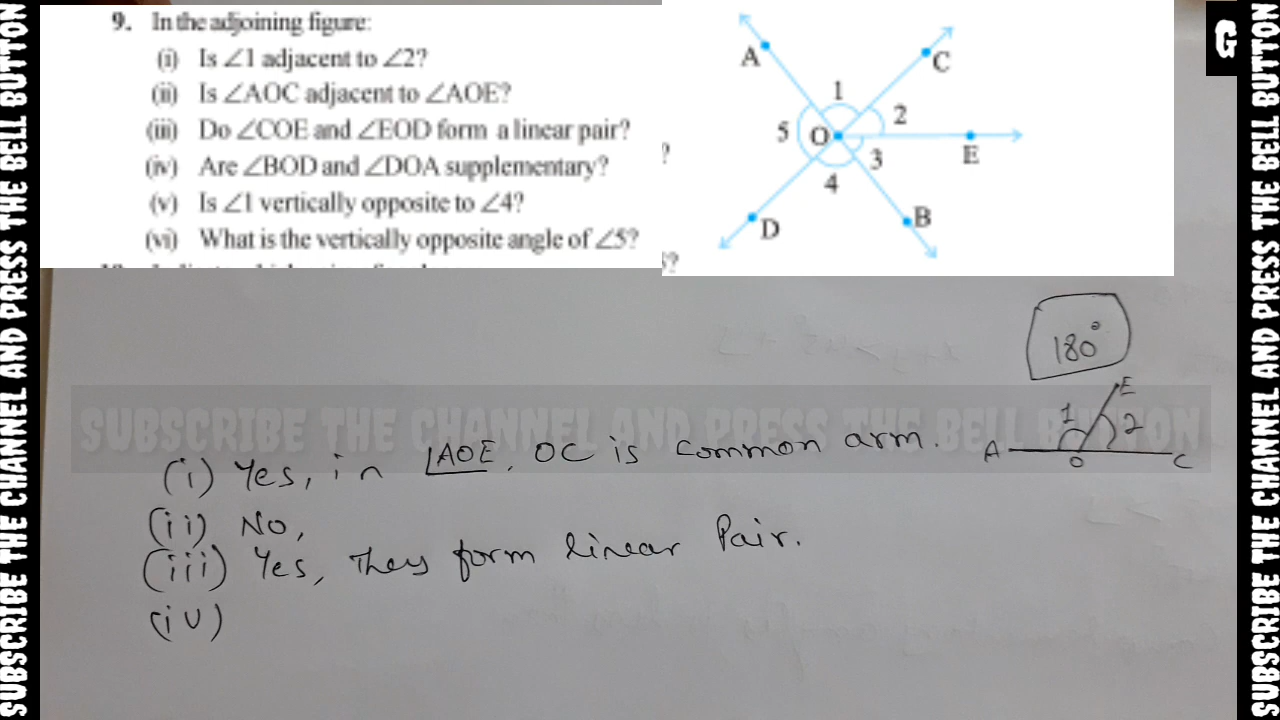 9. In the adjoining figure:
(i) Is ∠1 adjacent to ∠2?
(ii) Is ∠AOC adjacent to ∠AOE?
(iii) Do ∠COE and ∠EOD form a linear pair?
(iv) Are ∠BOD and ∠DOA supplementary?
(v) Is ∠1 vertically opposite to ∠4?
(vi) What is the vertically opposite angle of ∠5?
?
?
A
C
1
2
5
O
E
3
4
B
D
G
180°
SUBSCRIBE THE CHANNEL AND PRESS THE BELL BUTTON
E
1
2
A
O
C
(i) Yes, in ∠AOE, OC is common arm.
(ii) No,
(iii) Yes, They form linear Pair.
(iv)
SUBSCRIBE THE CHANNEL AND PRESS THE BELL BUTTON
SUBSCRIBE THE CHANNEL AND PRESS THE BELL BUTTON